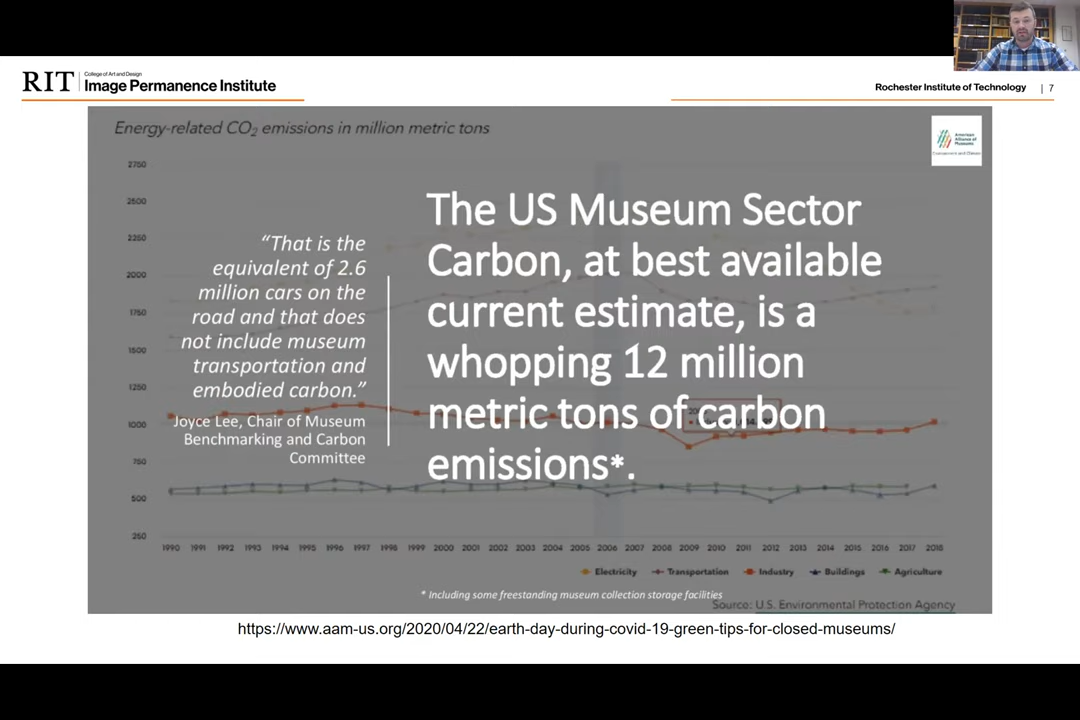 RIT
College of Art and Design
Image Permanence Institute
Rochester Institute of Technology
| 7
Energy-related CO₂ emissions in million metric tons
American
Alliance of
Museums
2750
2500
2250
2000
1750
1500
1250
1000
750
500
250
“That is the
equivalent of 2.6
million cars on the
road and that does
not include museum
transportation and
embodied carbon.”
Joyce Lee, Chair of Museum
Benchmarking and Carbon
Committee
The US Museum Sector
Carbon, at best available
current estimate, is a
whopping 12 million
metric tons of carbon
emissions*.
1990 1991 1992 1993 1994 1995 1996 1997 1998 1999 2000 2001 2002 2003 2004 2005 2006 2007 2008 2009 2010 2011 2012 2013 2014 2015 2016 2017 2018
Electricity Transportation Industry Buildings Agriculture
* Including some freestanding museum collection storage facilities
Source: U.S. Environmental Protection Agency
https://www.aam-us.org/2020/04/22/earth-day-during-covid-19-green-tips-for-closed-museums/